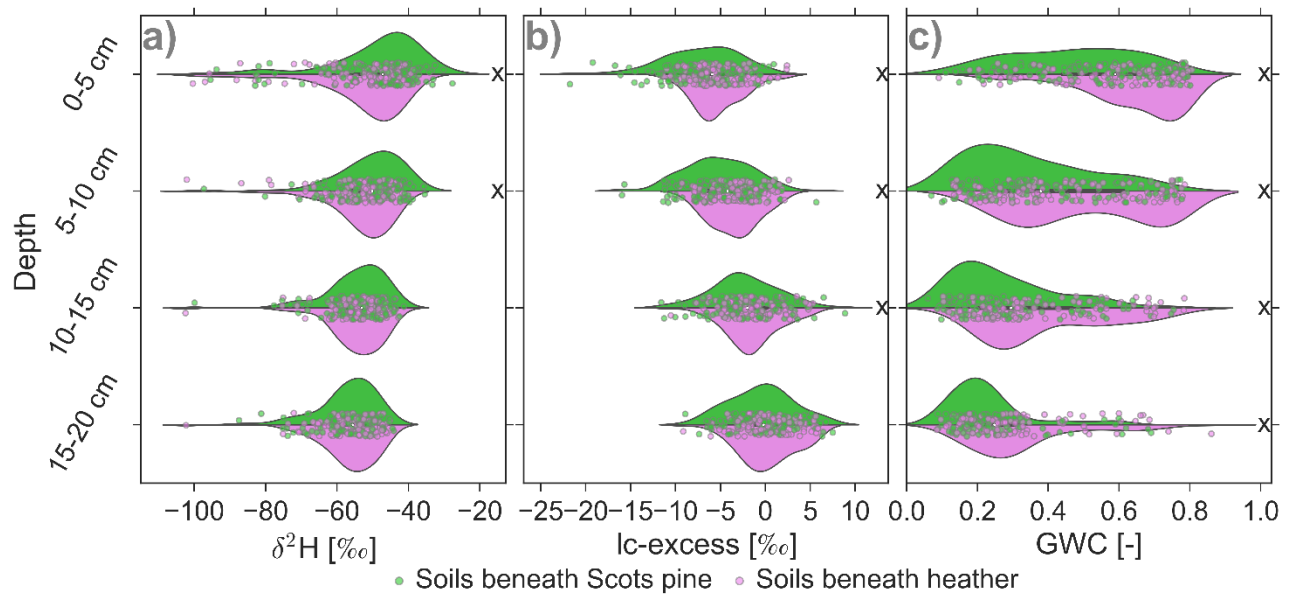 a) b) c)
Depth
0-5 cm
X X X
5-10 cm
X X
10-15 cm
X X
15-20 cm
X
−100 −80 −60 −40 −20 −25 −20 −15 −10 −5 0 5 10 0.0 0.2 0.4 0.6 0.8 1.0
δ²H [‰] lc-excess [‰] GWC [-]
Soils beneath Scots pine Soils beneath heather